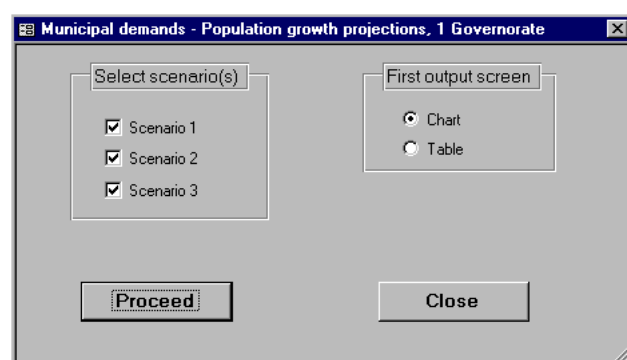 Municipal demands - Population growth projections, 1 Governorate
Select scenario(s)
Scenario 1
Scenario 2
Scenario 3
First output screen
Chart
Table
Proceed
Close